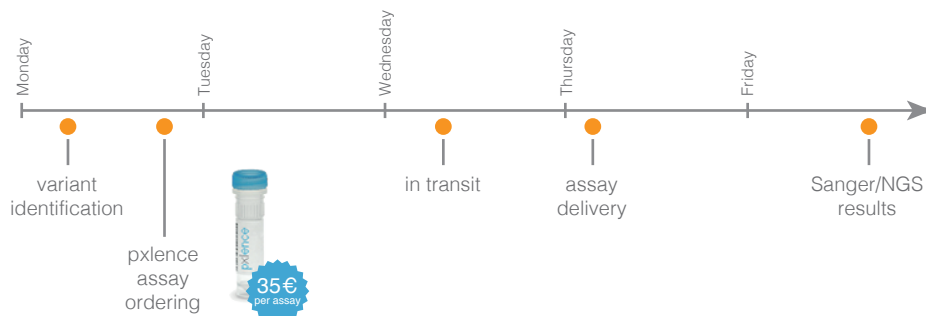 Monday
Tuesday
Wednesday
Thursday
Friday
variant
identification
pxlence
assay
ordering
in transit
assay
delivery
Sanger/NGS
results
pxlence
35€
per assay